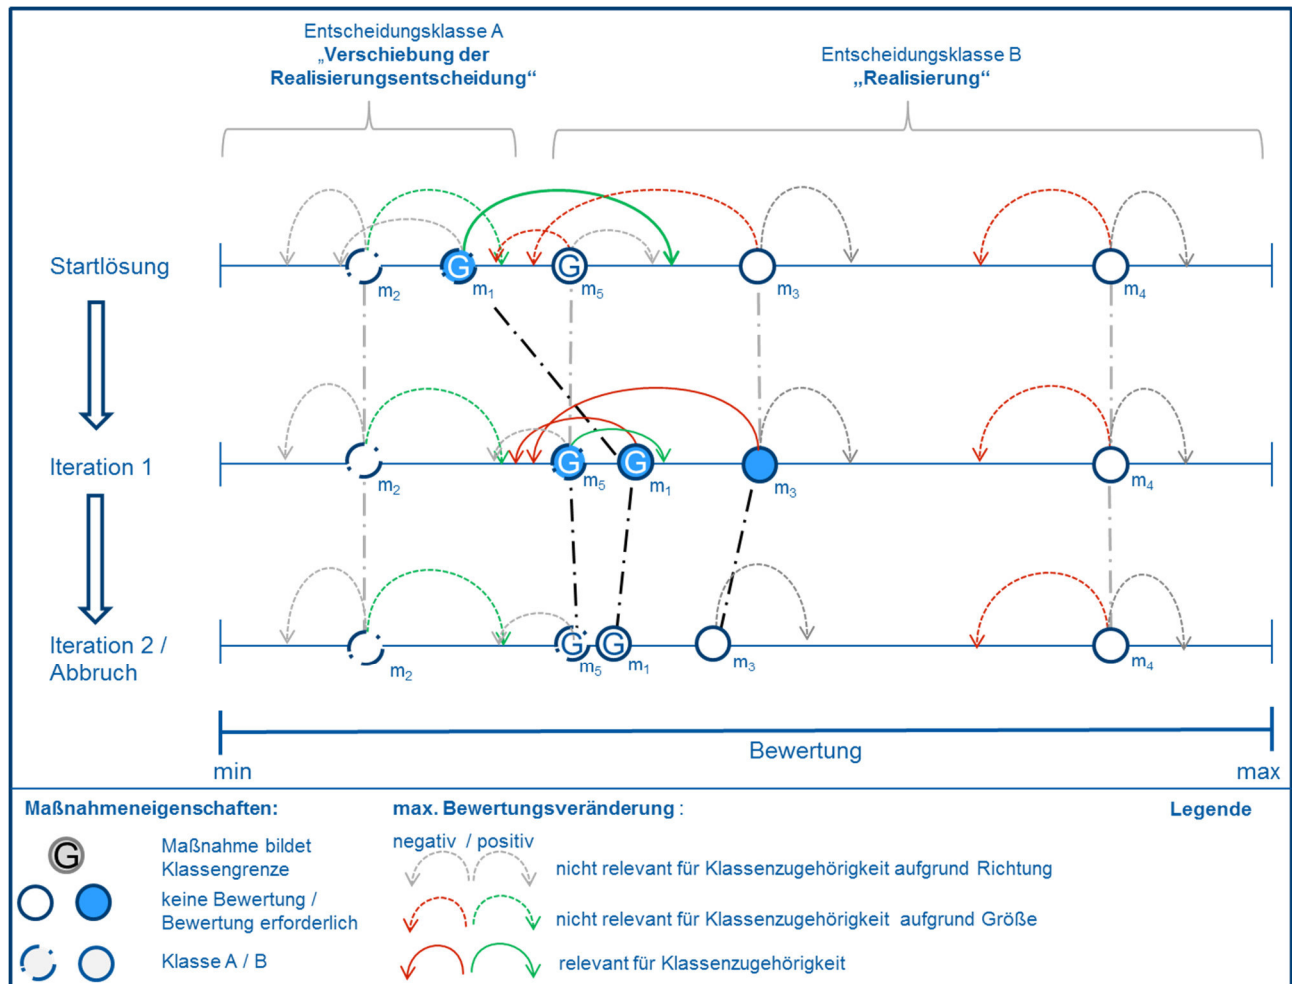 Entscheidungsklasse A
„Verschiebung der
Realisierungsentscheidung“
Entscheidungsklasse B
„Realisierung“
Startlösung
G
G
m2
m1
m5
m3
m4
Iteration 1
G
G
m2
m5
m1
m3
m4
Iteration 2 /
Abbruch
G
G
m2
m5
m1
m3
m4
Bewertung
min
max
Maßnahmeneigenschaften:
max. Bewertungsveränderung :
Legende
G
Maßnahme bildet
Klassengrenze
negativ / positiv
nicht relevant für Klassenzugehörigkeit aufgrund Richtung
keine Bewertung /
Bewertung erforderlich
nicht relevant für Klassenzugehörigkeit aufgrund Größe
Klasse A / B
relevant für Klassenzugehörigkeit